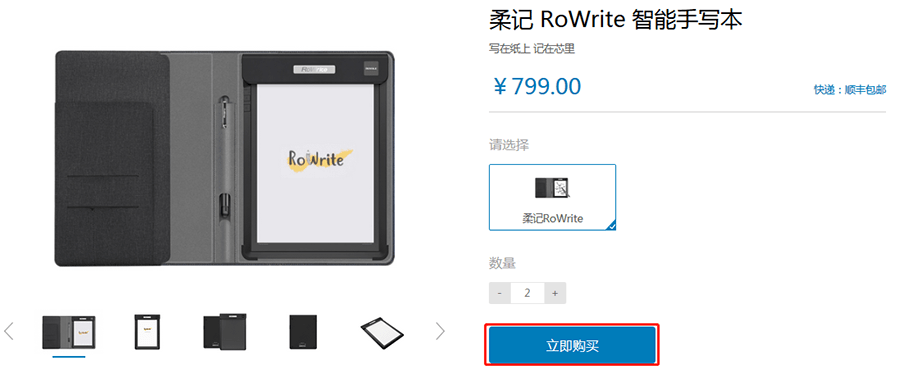 柔记 RoWrite 智能手写本
写在纸上 记在芯里
￥799.00
快递：顺丰包邮
请选择
RoWrite
柔记RoWrite
数量
- 2 +
立即购买